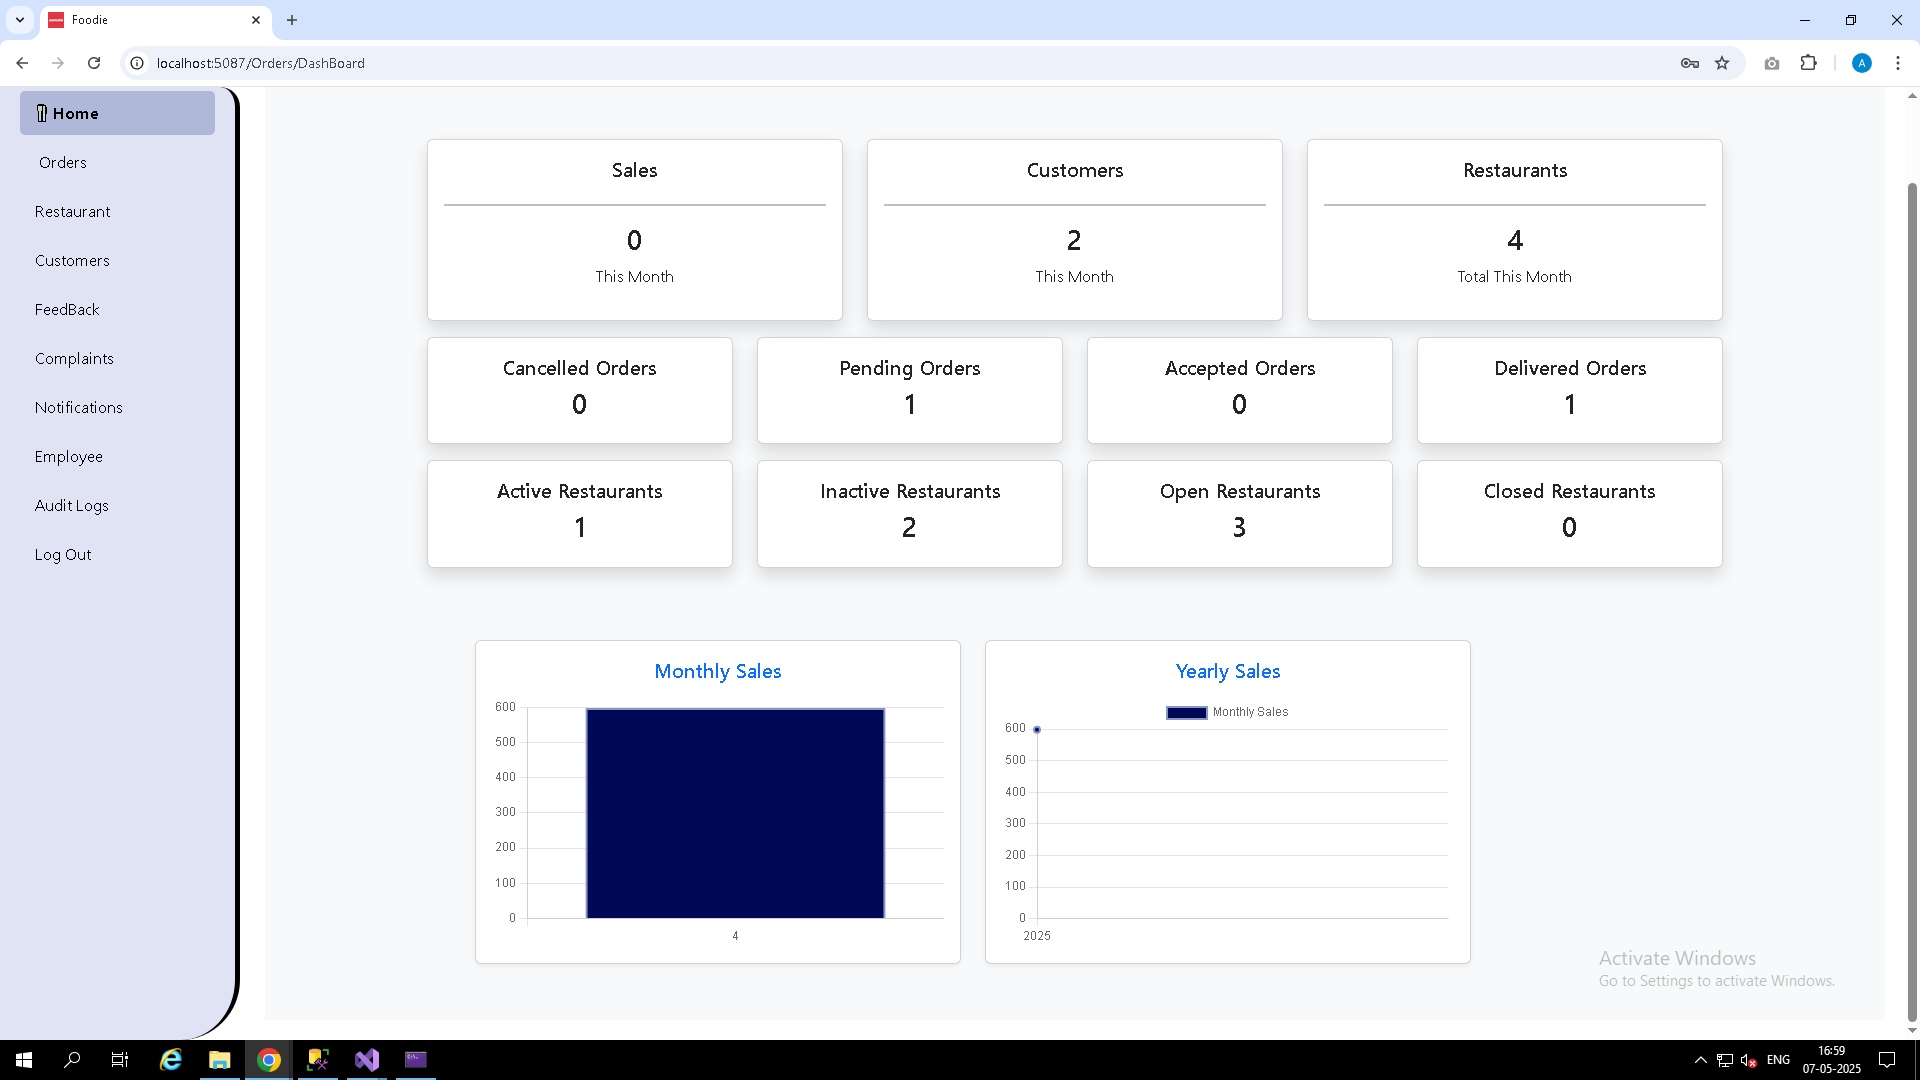 Foodie
localhost:5087/Orders/DashBoard
A
Home
Orders
Restaurant
Customers
FeedBack
Complaints
Notifications
Employee
Audit Logs
Log Out
Sales
0
This Month
Customers
2
This Month
Restaurants
4
Total This Month
Cancelled Orders
0
Pending Orders
1
Accepted Orders
0
Delivered Orders
1
Active Restaurants
1
Inactive Restaurants
2
Open Restaurants
3
Closed Restaurants
0
Monthly Sales
600
500
400
300
200
100
0
4
Yearly Sales
Monthly Sales
600
500
400
300
200
100
0
2025
Activate Windows
Go to Settings to activate Windows.
ENG
16:59
07-05-2025